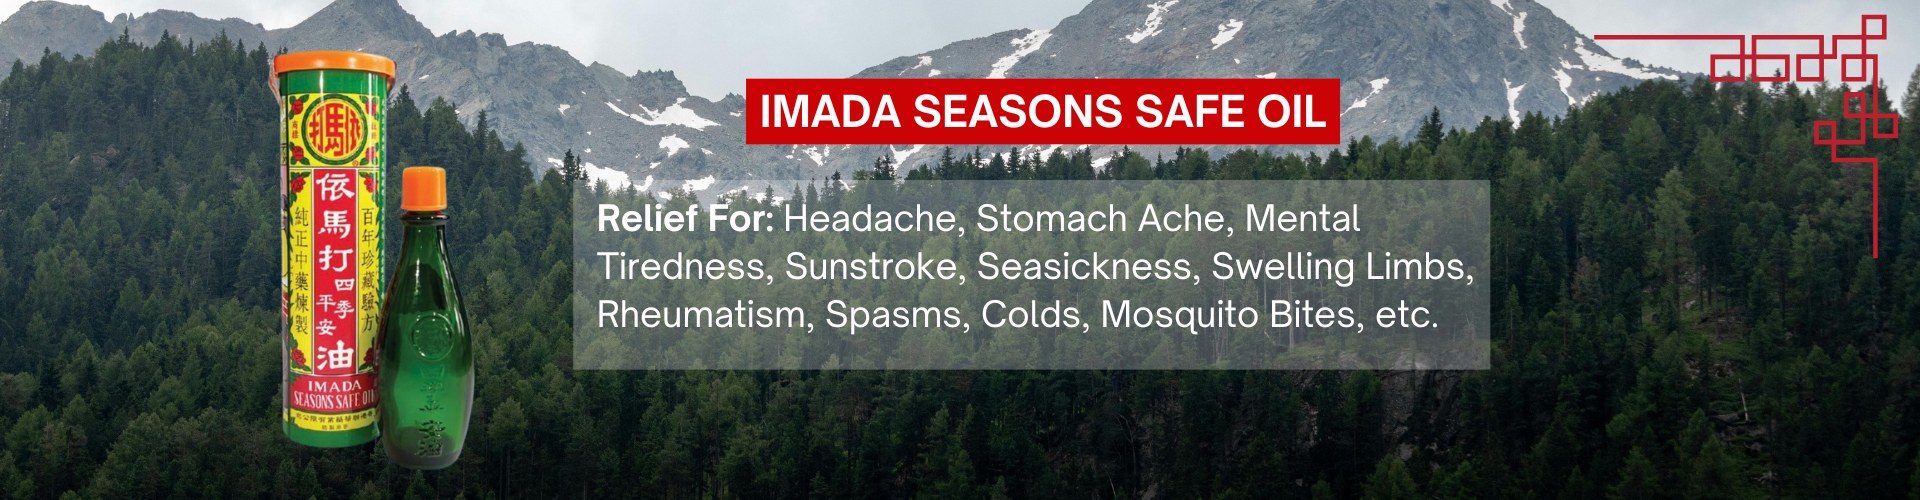 IMADA SEASONS SAFE OIL
Relief For: Headache, Stomach Ache, Mental
Tiredness, Sunstroke, Seasickness, Swelling Limbs,
Rheumatism, Spasms, Colds, Mosquito Bites, etc.
百年珍藏驗方
依馬打
四季
平安
油
純正中藥煉製
IMADA
SEASONS SAFE OIL